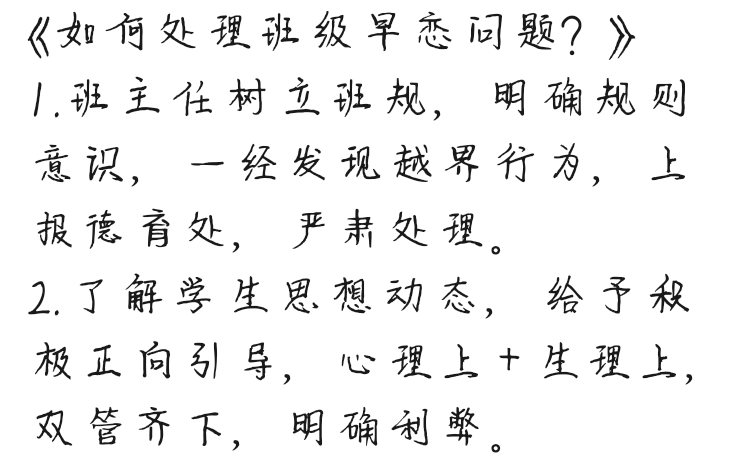 《如何处理班级早恋问题？》
1.班主任树立班规，明确规则
意识，一经发现越界行为，上
报德育处，严肃处理。
2.了解学生思想动态，给予积
极正向引导，心理上+生理上，
双管齐下，明确利弊。